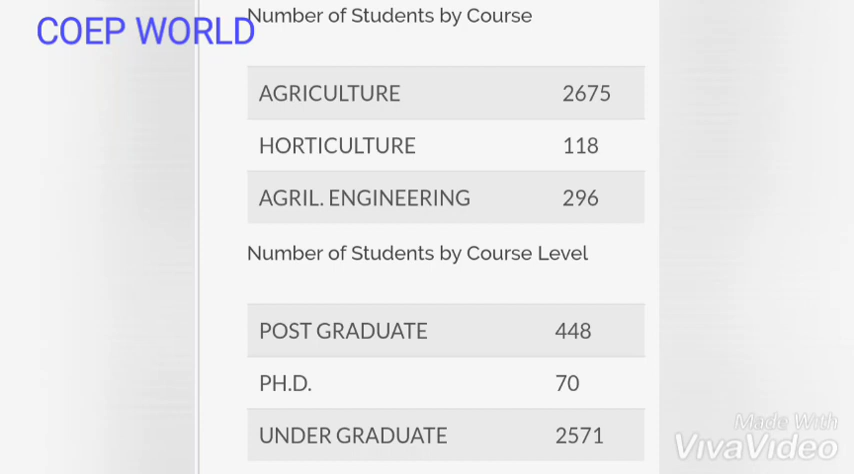 COEP WORLD
Number of Students by Course
AGRICULTURE 2675
HORTICULTURE 118
AGRIL. ENGINEERING 296
Number of Students by Course Level
POST GRADUATE 448
PH.D. 70
UNDER GRADUATE 2571
Made With
VivaVideo